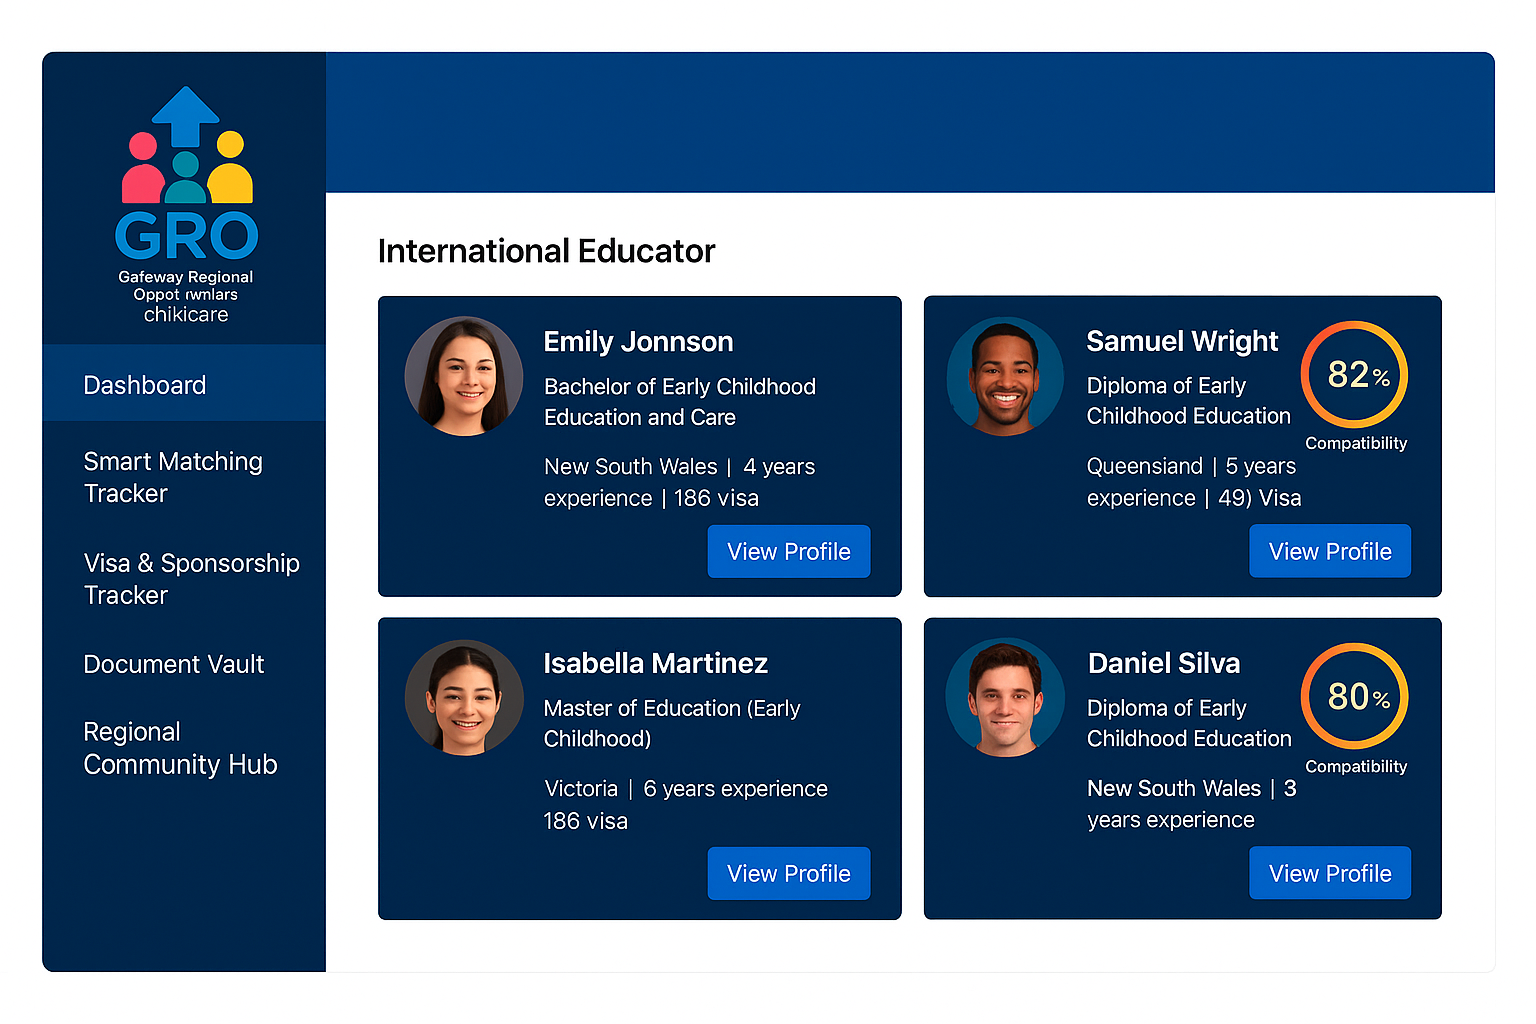 GRO
Gafeway Regional
Oppot rwnlars
chikicare
Dashboard
Smart Matching
Tracker
Visa & Sponsorship
Tracker
Document Vault
Regional
Community Hub
International Educator
Emily Jonnson
Bachelor of Early Childhood
Education and Care
New South Wales | 4 years
experience | 186 visa
View Profile
Samuel Wright
Diploma of Early
Childhood Education
82%
Compatibility
Queensiand | 5 years
experience | 49) Visa
View Profile
Isabella Martinez
Master of Education (Early
Childhood)
Victoria | 6 years experience
186 visa
View Profile
Daniel Silva
Diploma of Early
Childhood Education
80%
Compatibility
New South Wales | 3
years experience
View Profile